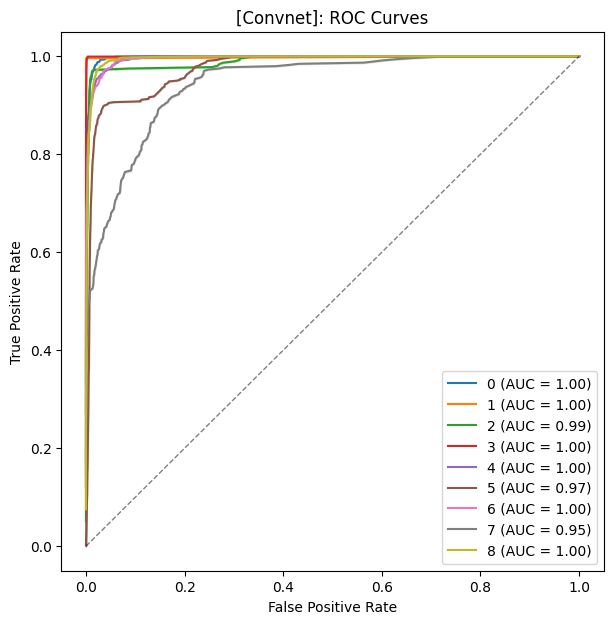 [Convnet]: ROC Curves
True Positive Rate
1.0
0.8
0.6
0.4
0.2
0.0
0 (AUC = 1.00)
1 (AUC = 1.00)
2 (AUC = 0.99)
3 (AUC = 1.00)
4 (AUC = 1.00)
5 (AUC = 0.97)
6 (AUC = 1.00)
7 (AUC = 0.95)
8 (AUC = 1.00)
0.0 0.2 0.4 0.6 0.8 1.0
False Positive Rate